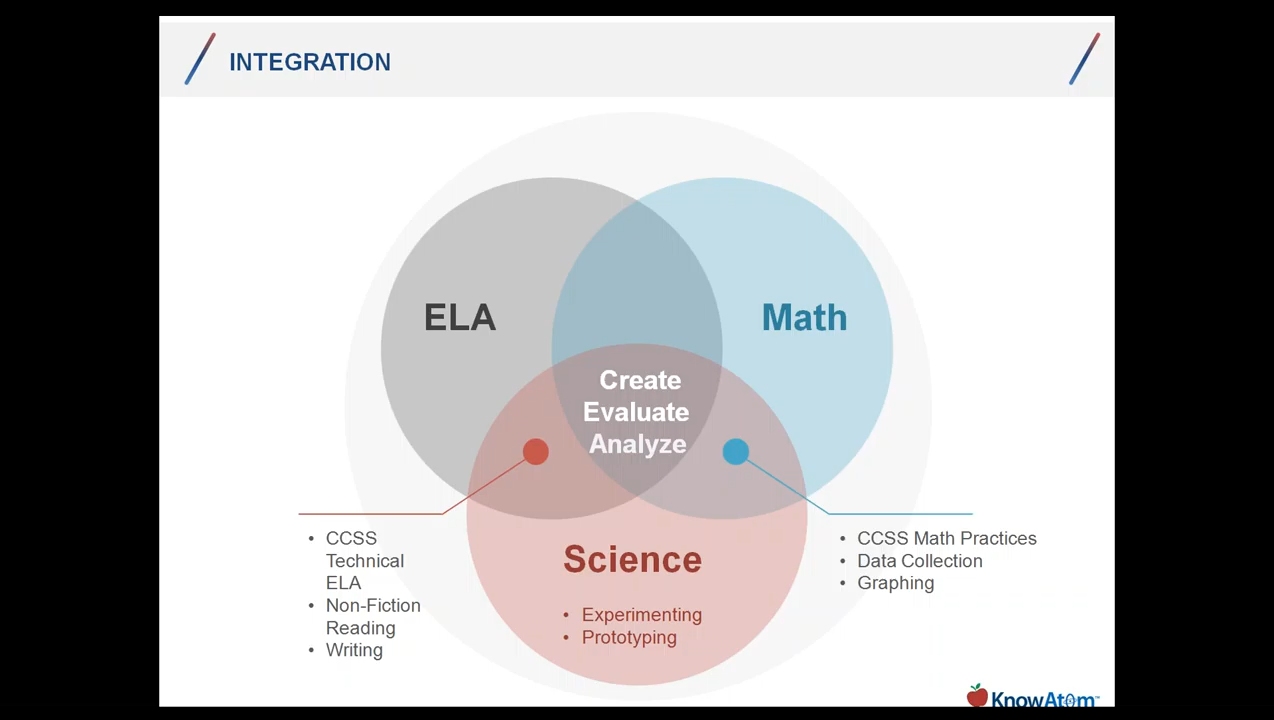 INTEGRATION
ELA
Math
Create
Evaluate
Analyze
• CCSS
Technical
ELA
• Non-Fiction
Reading
• Writing
Science
• Experimenting
• Prototyping
• CCSS Math Practices
• Data Collection
• Graphing
KnowAtom™